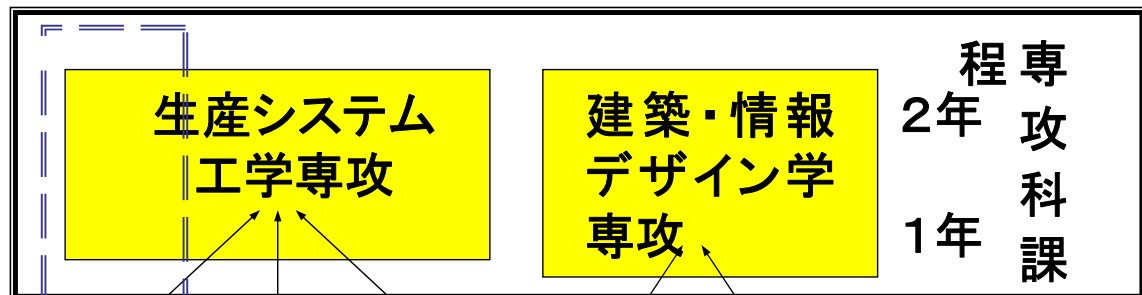 生産システム
工学専攻
建築・情報
デザイン学
専攻
2年
1年
専攻科課程